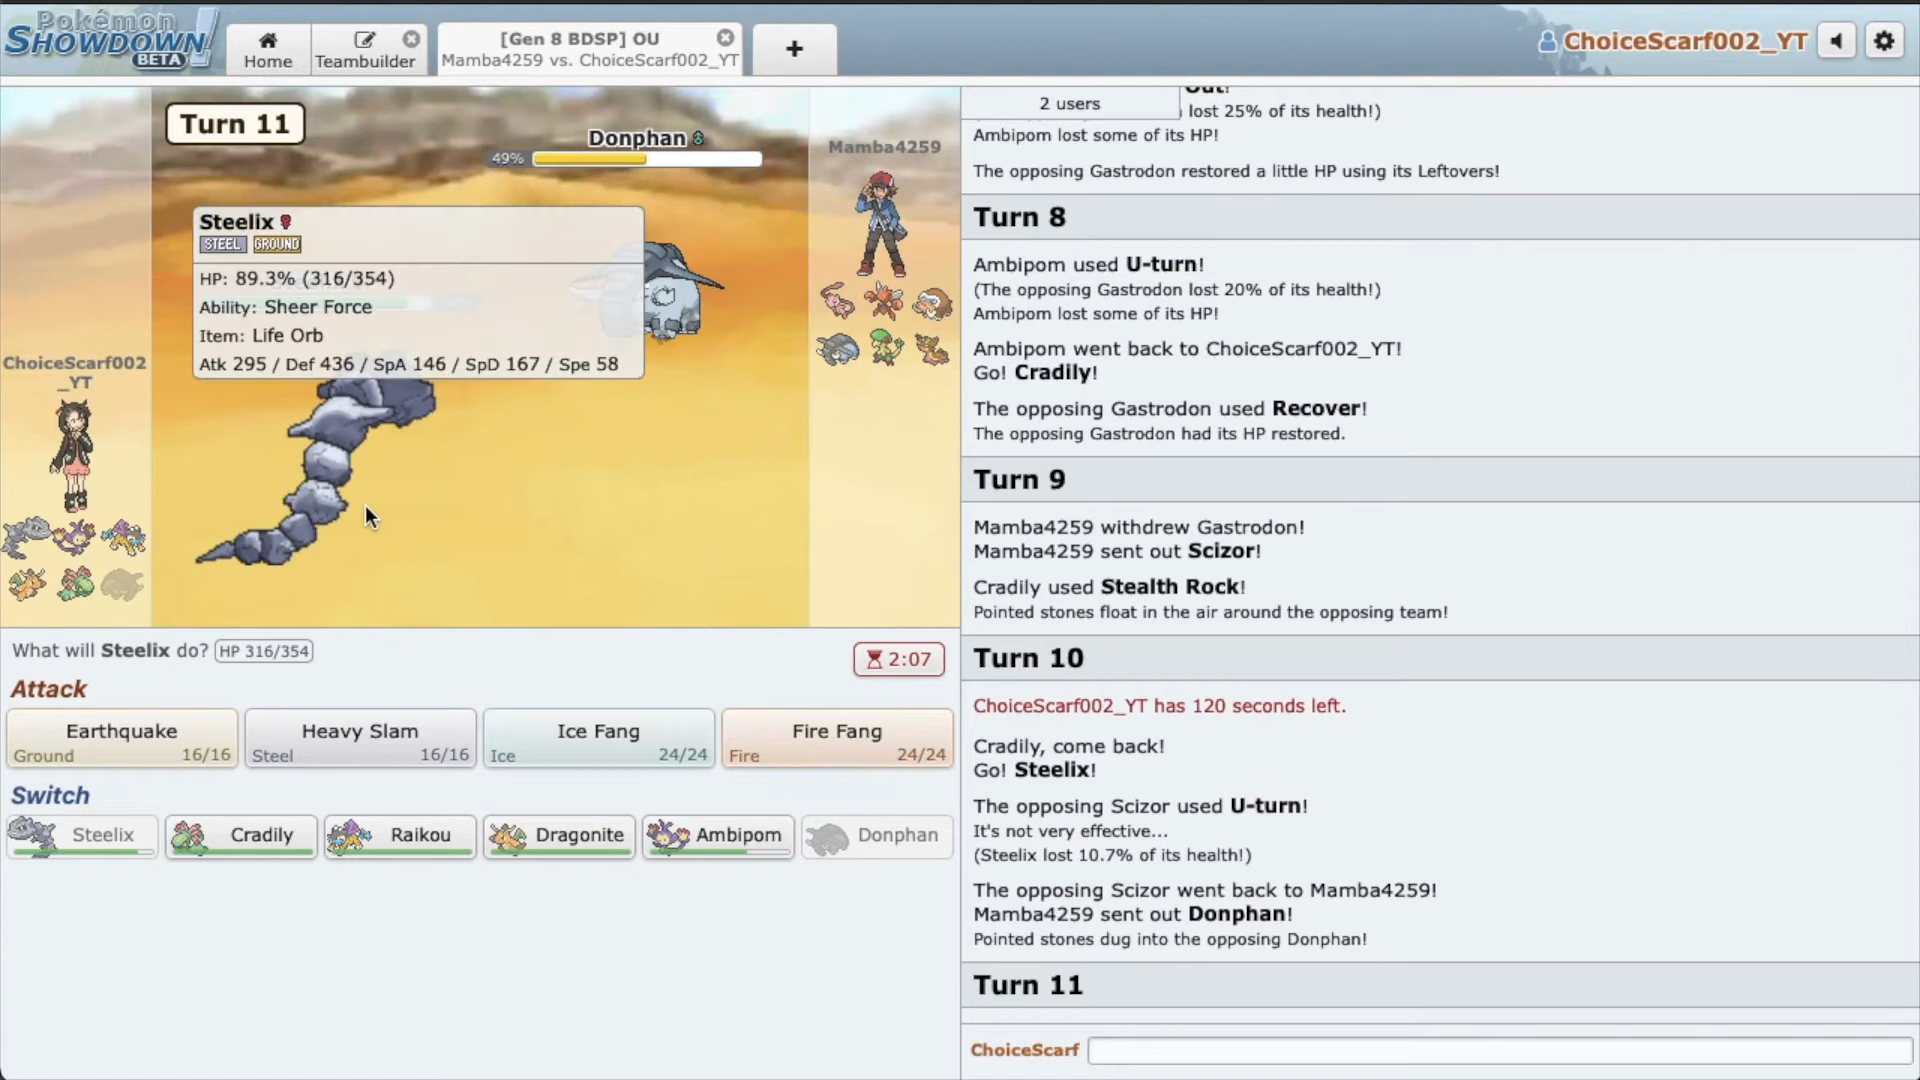 Pokémon
SHOWDOWN!
BETA
Home
Teambuilder
[Gen 8 BDSP] OU
Mamba4259 vs. ChoiceScarf002_YT
+
ChoiceScarf002_YT
Turn 11
Donphan
49%
Mamba4259
Steelix
STEEL GROUND
HP: 89.3% (316/354)
Ability: Sheer Force
Item: Life Orb
Atk 295 / Def 436 / SpA 146 / SpD 167 / Spe 58
ChoiceScarf002
_YT
What will Steelix do? HP 316/354
2:07
Attack
Earthquake
Ground 16/16
Heavy Slam
Steel 16/16
Ice Fang
Ice 24/24
Fire Fang
Fire 24/24
Switch
Steelix
Cradily
Raikou
Dragonite
Ambipom
Donphan
2 users
Out!
lost 25% of its health!)
Ambipom lost some of its HP!
The opposing Gastrodon restored a little HP using its Leftovers!
Turn 8
Ambipom used U-turn!
(The opposing Gastrodon lost 20% of its health!)
Ambipom lost some of its HP!
Ambipom went back to ChoiceScarf002_YT!
Go! Cradily!
The opposing Gastrodon used Recover!
The opposing Gastrodon had its HP restored.
Turn 9
Mamba4259 withdrew Gastrodon!
Mamba4259 sent out Scizor!
Cradily used Stealth Rock!
Pointed stones float in the air around the opposing team!
Turn 10
ChoiceScarf002_YT has 120 seconds left.
Cradily, come back!
Go! Steelix!
The opposing Scizor used U-turn!
It's not very effective...
(Steelix lost 10.7% of its health!)
The opposing Scizor went back to Mamba4259!
Mamba4259 sent out Donphan!
Pointed stones dug into the opposing Donphan!
Turn 11
ChoiceScarf